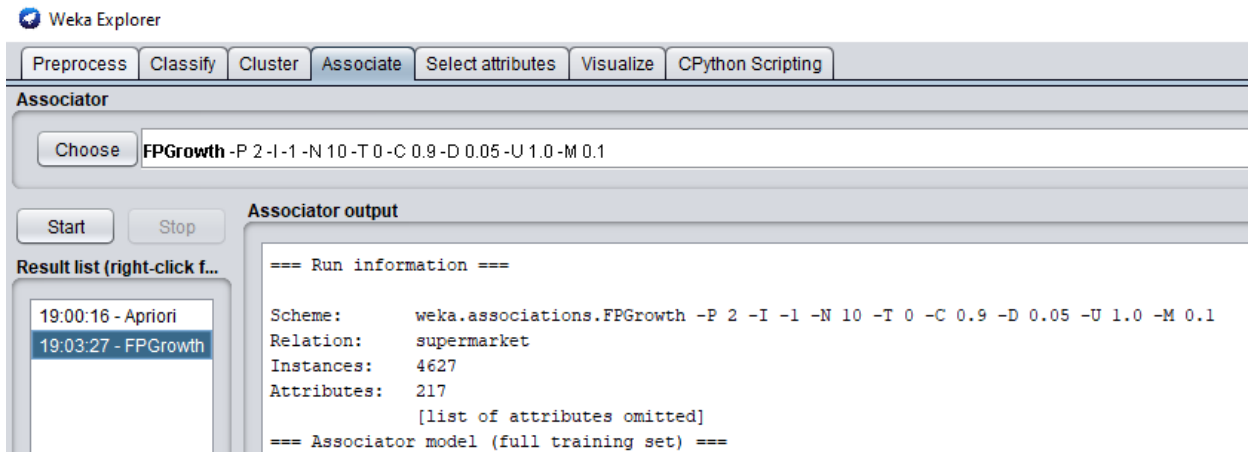 Weka Explorer
Preprocess Classify Cluster Associate Select attributes Visualize CPython Scripting
Associator
Choose FPGrowth -P 2 -I -1 -N 10 -T 0 -C 0.9 -D 0.05 -U 1.0 -M 0.1
Start Stop
Result list (right-click f...
19:00:16 - Apriori
19:03:27 - FPGrowth
Associator output
=== Run information ===
Scheme: weka.associations.FPGrowth -P 2 -I -1 -N 10 -T 0 -C 0.9 -D 0.05 -U 1.0 -M 0.1
Relation: supermarket
Instances: 4627
Attributes: 217
[list of attributes omitted]
=== Associator model (full training set) ===